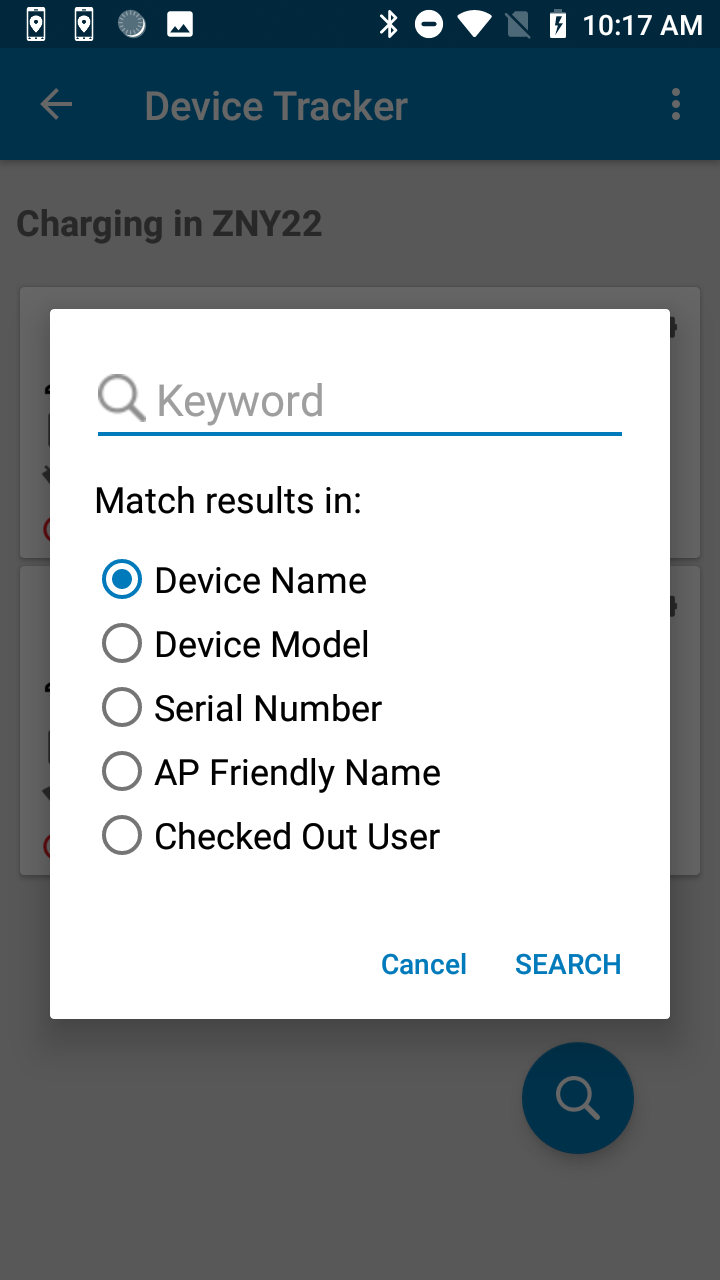 10:17 AM
Device Tracker
Charging in ZNY22
Keyword
Match results in:
Device Name
Device Model
Serial Number
AP Friendly Name
Checked Out User
Cancel SEARCH